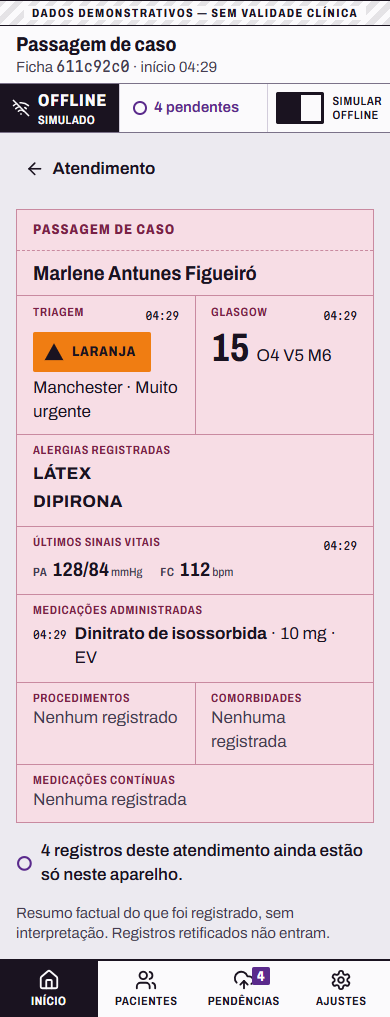 DADOS DEMONSTRATIVOS — SEM VALIDADE CLÍNICA
Passagem de caso
Ficha 611c92c0 · início 04:29
OFFLINE
SIMULADO
4 pendentes
SIMULAR
OFFLINE
Atendimento
PASSAGEM DE CASO
Marlene Antunes Figueiró
TRIAGEM 04:29
LARANJA
Manchester · Muito
urgente
GLASGOW 04:29
15 O4 V5 M6
ALERGIAS REGISTRADAS
LÁTEX
DIPIRONA
ÚLTIMOS SINAIS VITAIS 04:29
PA 128/84 mmHg FC 112 bpm
MEDICAÇÕES ADMINISTRADAS
04:29 Dinitrato de isossorbida · 10 mg ·
EV
PROCEDIMENTOS
Nenhum registrado
COMORBIDADES
Nenhuma
registrada
MEDICAÇÕES CONTÍNUAS
Nenhuma registrada
4 registros deste atendimento ainda estão
só neste aparelho.
Resumo factual do que foi registrado, sem
interpretação. Registros retificados não entram.
4
INÍCIO
PACIENTES
PENDÊNCIAS
AJUSTES